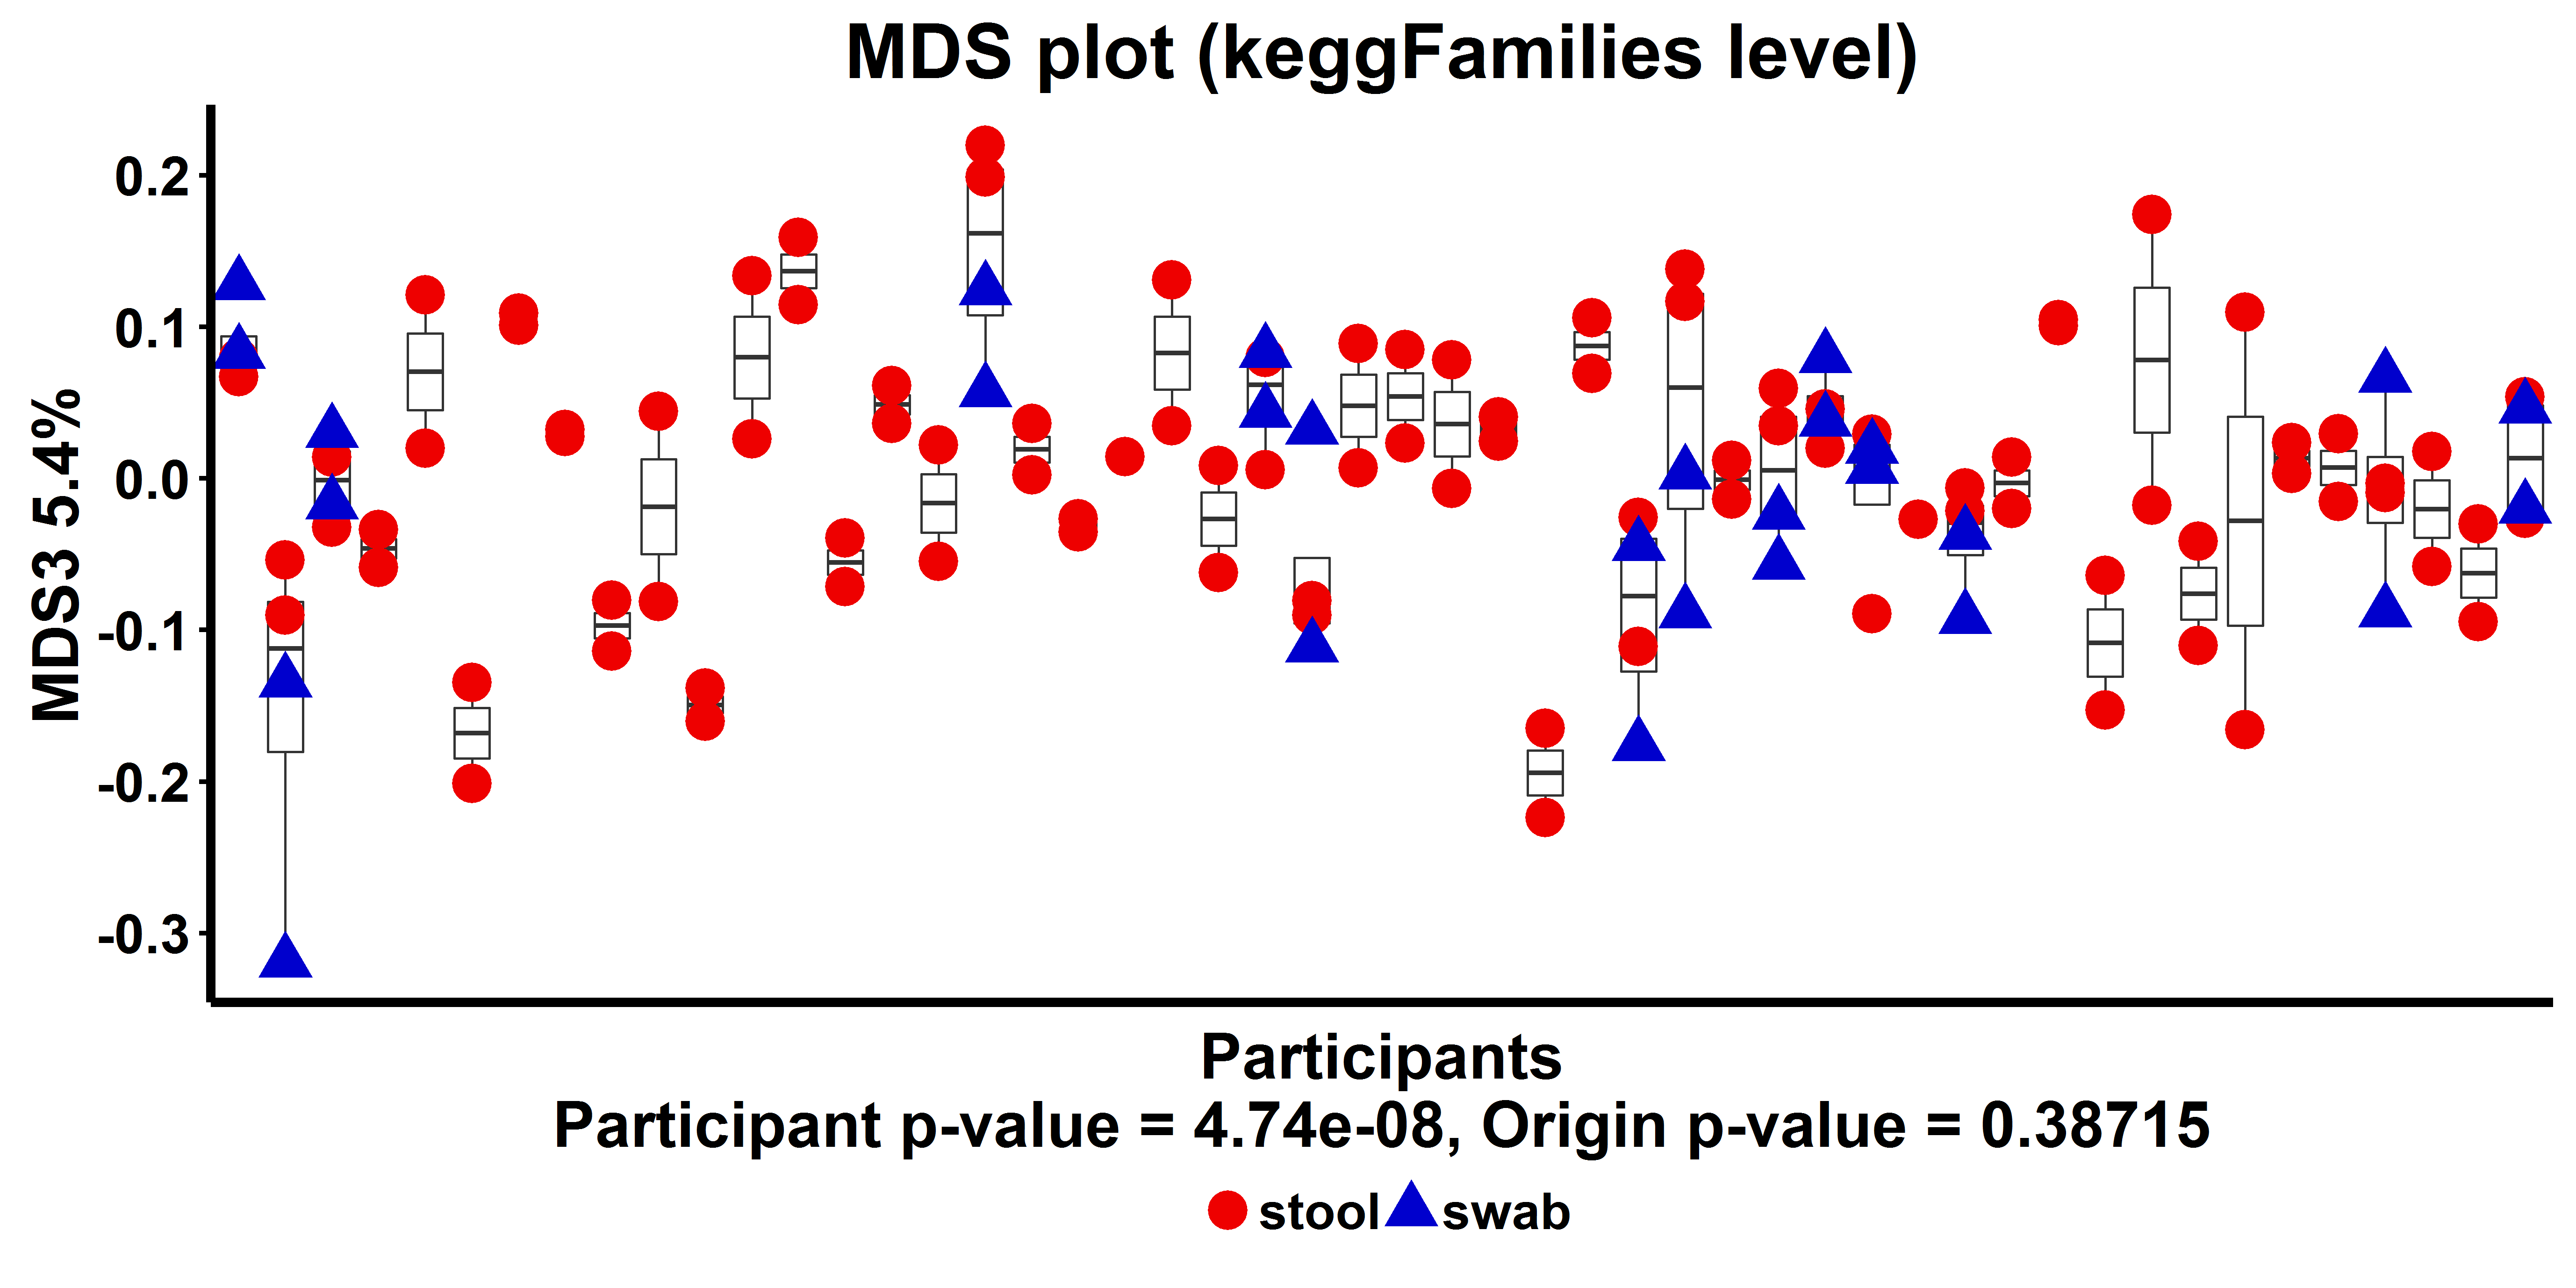 MDS plot (keggFamilies level)
MDS3 5.4%
0.2
0.1
0.0
-0.1
-0.2
-0.3
Participants
Participant p-value = 4.74e-08, Origin p-value = 0.38715
stool swab